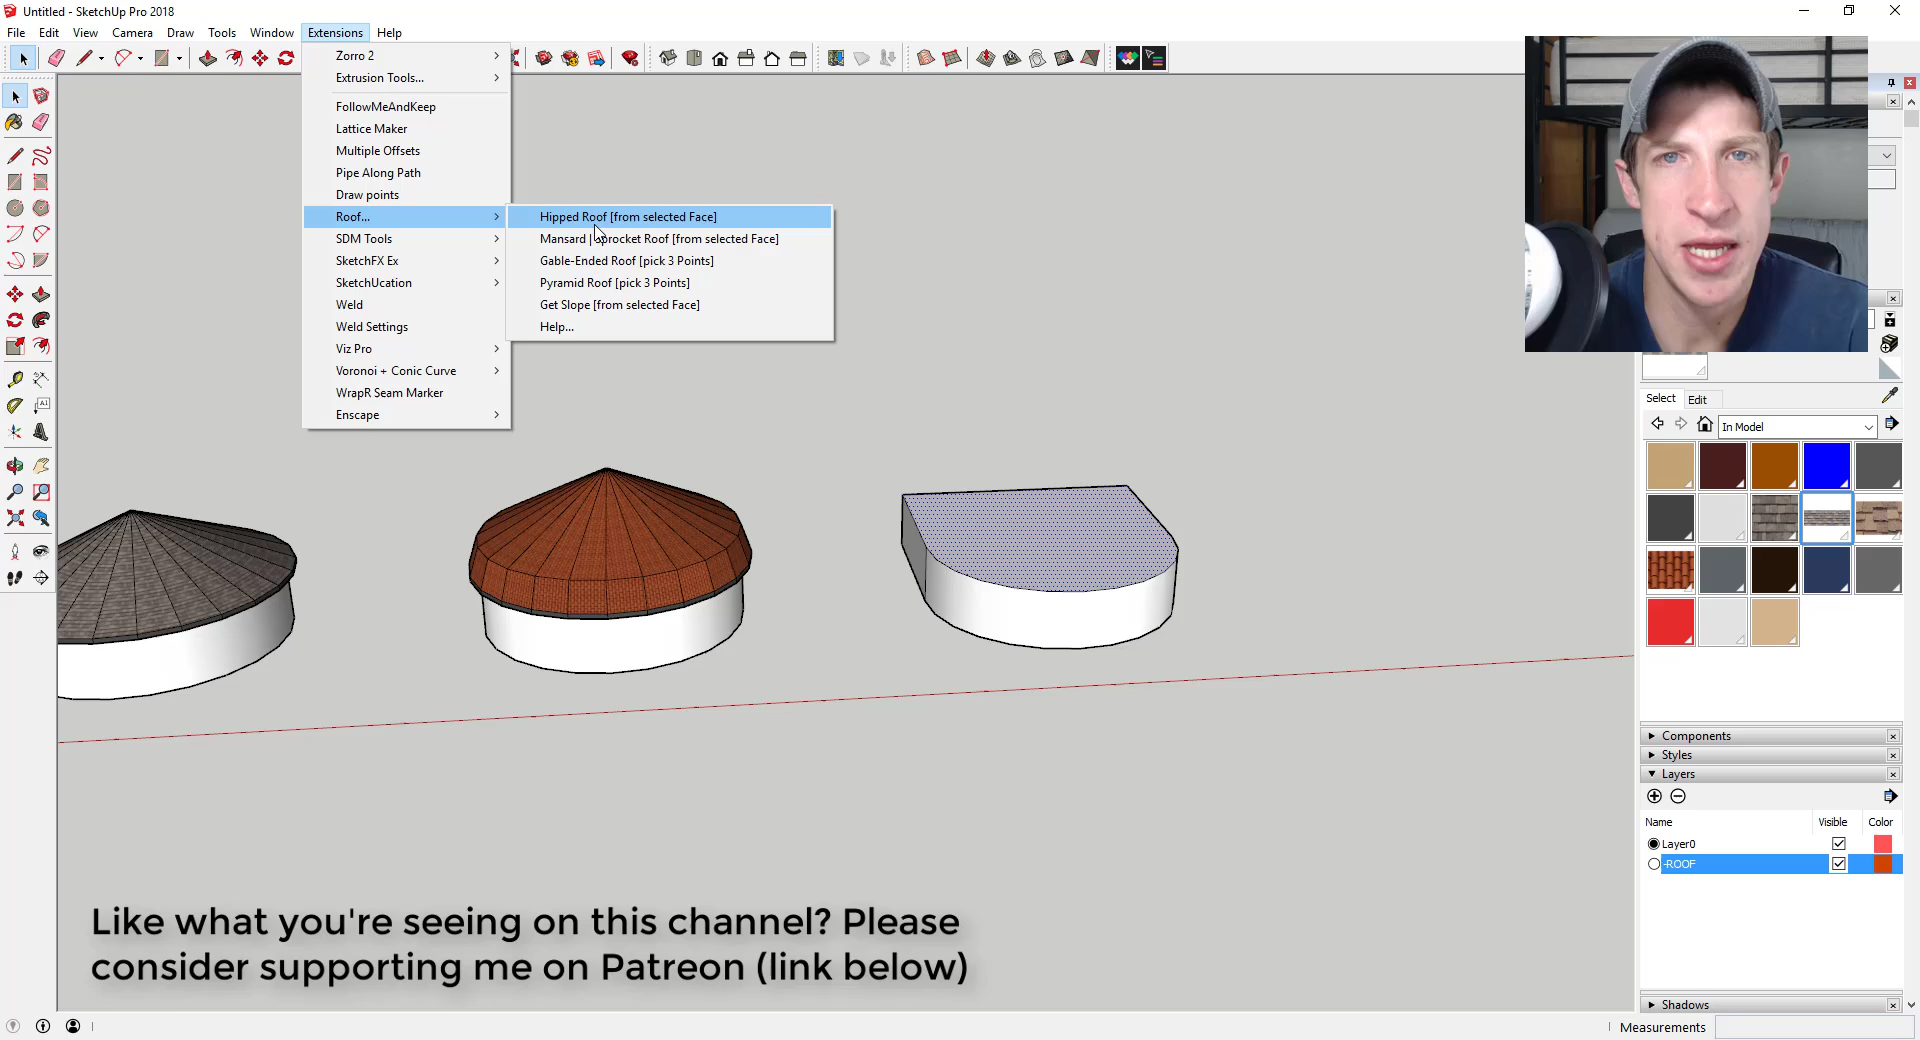 Untitled - SketchUp Pro 2018
File Edit View Camera Draw Tools Window Extensions Help
Zorro 2
Extrusion Tools...
FollowMeAndKeep
Lattice Maker
Multiple Offsets
Pipe Along Path
Draw points
Roof...
SDM Tools
SketchFX Ex
SketchUcation
Weld
Weld Settings
Viz Pro
Voronoi + Conic Curve
WrapR Seam Marker
Enscape
Hipped Roof [from selected Face]
Mansard | Sprocket Roof [from selected Face]
Gable-Ended Roof [pick 3 Points]
Pyramid Roof [pick 3 Points]
Get Slope [from selected Face]
Help...
Select Edit
In Model
Components
Styles
Layers
Name Visible Color
Layer0
-ROOF
Like what you're seeing on this channel? Please
consider supporting me on Patreon (link below)
Shadows
Measurements